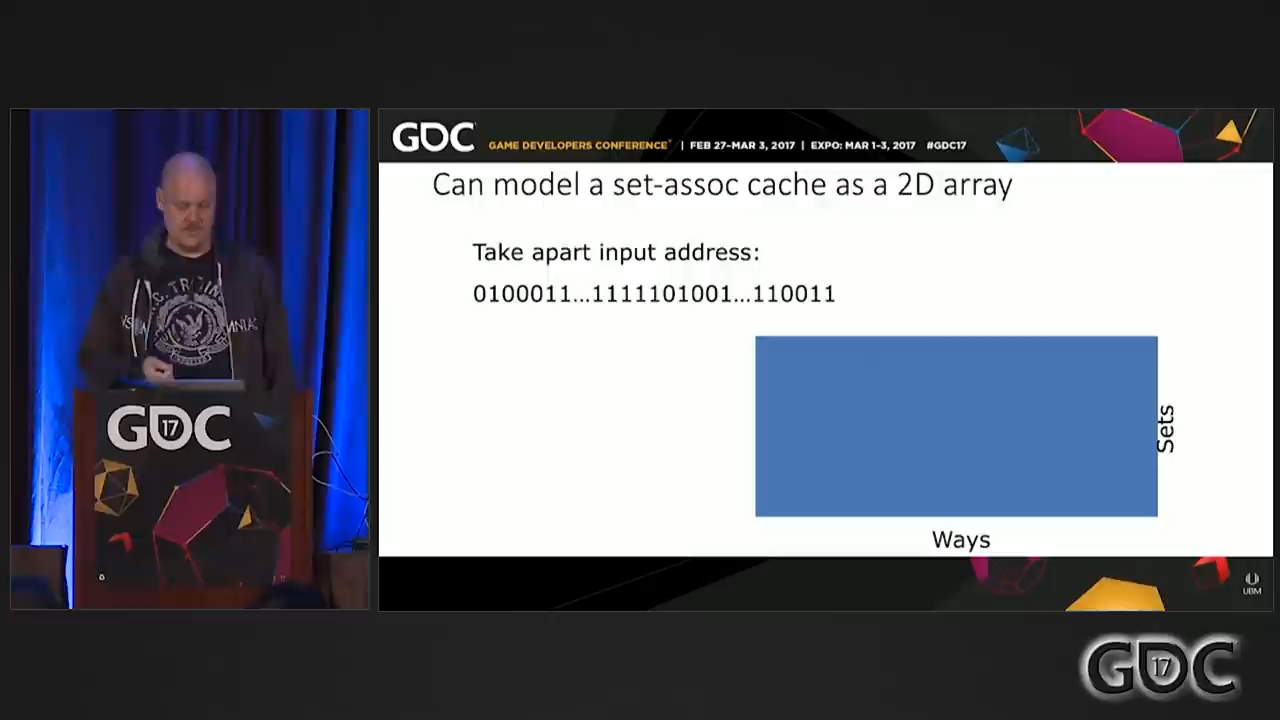 GDC GAME DEVELOPERS CONFERENCE | FEB 27-MAR 3, 2017 | EXPO: MAR 1-3, 2017 #GDC17
Can model a set-assoc cache as a 2D array
Take apart input address:
0100011...1111101001...110011
Sets
Ways
GDC
17
UBM
GDC
17